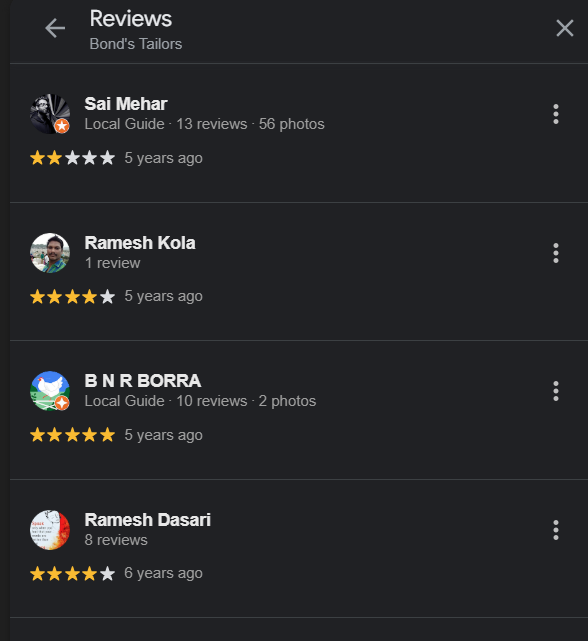 Reviews
Bond's Tailors
Sai Mehar
Local Guide · 13 reviews · 56 photos
5 years ago
Ramesh Kola
1 review
5 years ago
B N R BORRA
Local Guide · 10 reviews · 2 photos
5 years ago
Ramesh Dasari
8 reviews
6 years ago